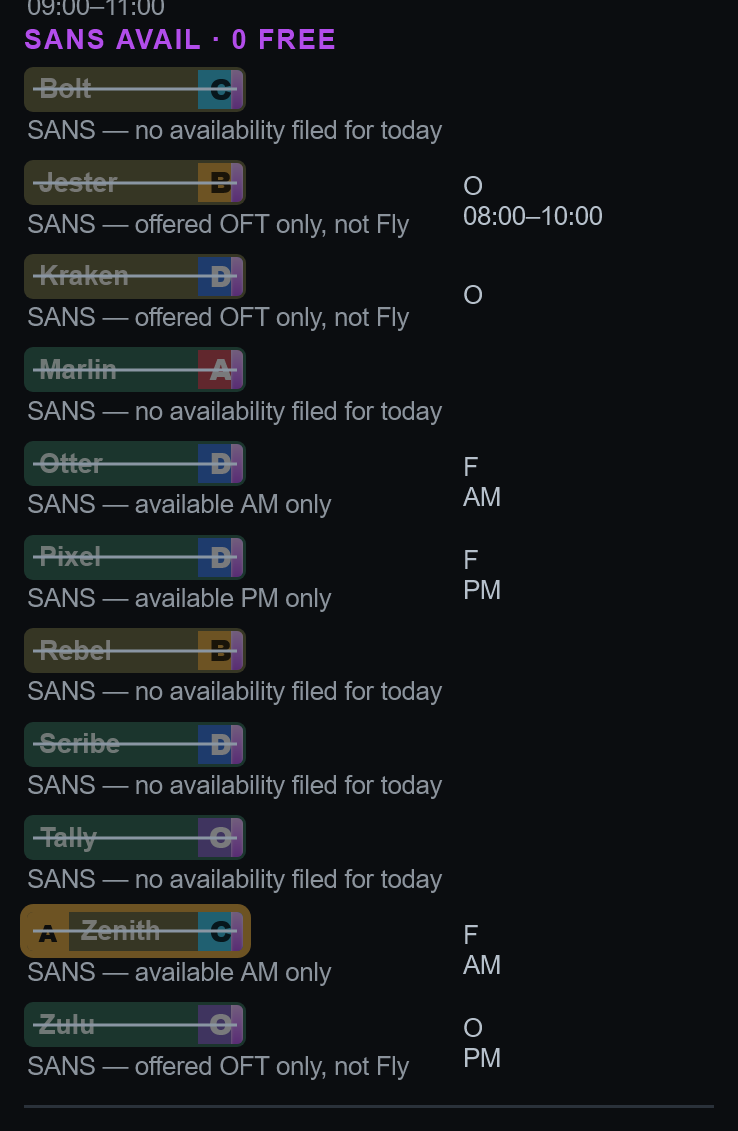 09:00–11:00
SANS AVAIL · 0 FREE
Bolt C
SANS — no availability filed for today
Jester B
O
08:00–10:00
SANS — offered OFT only, not Fly
Kraken D
O
SANS — offered OFT only, not Fly
Marlin A
SANS — no availability filed for today
Otter D
F
AM
SANS — available AM only
Pixel D
F
PM
SANS — available PM only
Rebel B
SANS — no availability filed for today
Scribe D
SANS — no availability filed for today
Tally O
SANS — no availability filed for today
A Zenith C
F
AM
SANS — available AM only
Zulu O
O
PM
SANS — offered OFT only, not Fly